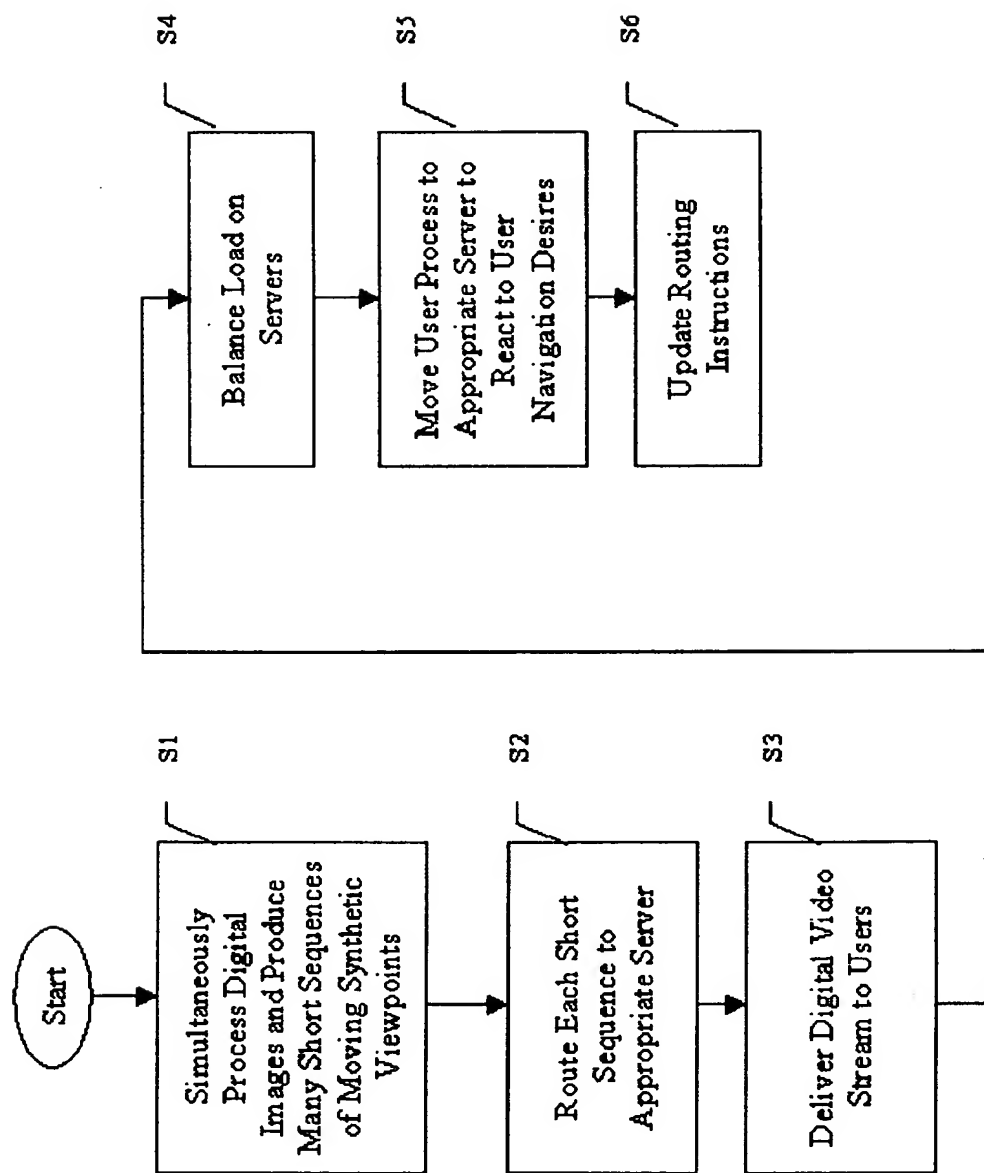 Start
S1
Simultaneously
Process Digital
Images and Produce
Many Short Sequences
of Moving Synthetic
Viewpoints
S2
Route Each Short
Sequence to
Appropriate Server
S3
Deliver Digital Video
Stream to Users
S4
Balance Load on
Servers
S5
Move User Process to
Appropriate Server to
React to User
Navigation Desires
S6
Update Routing
Instructions